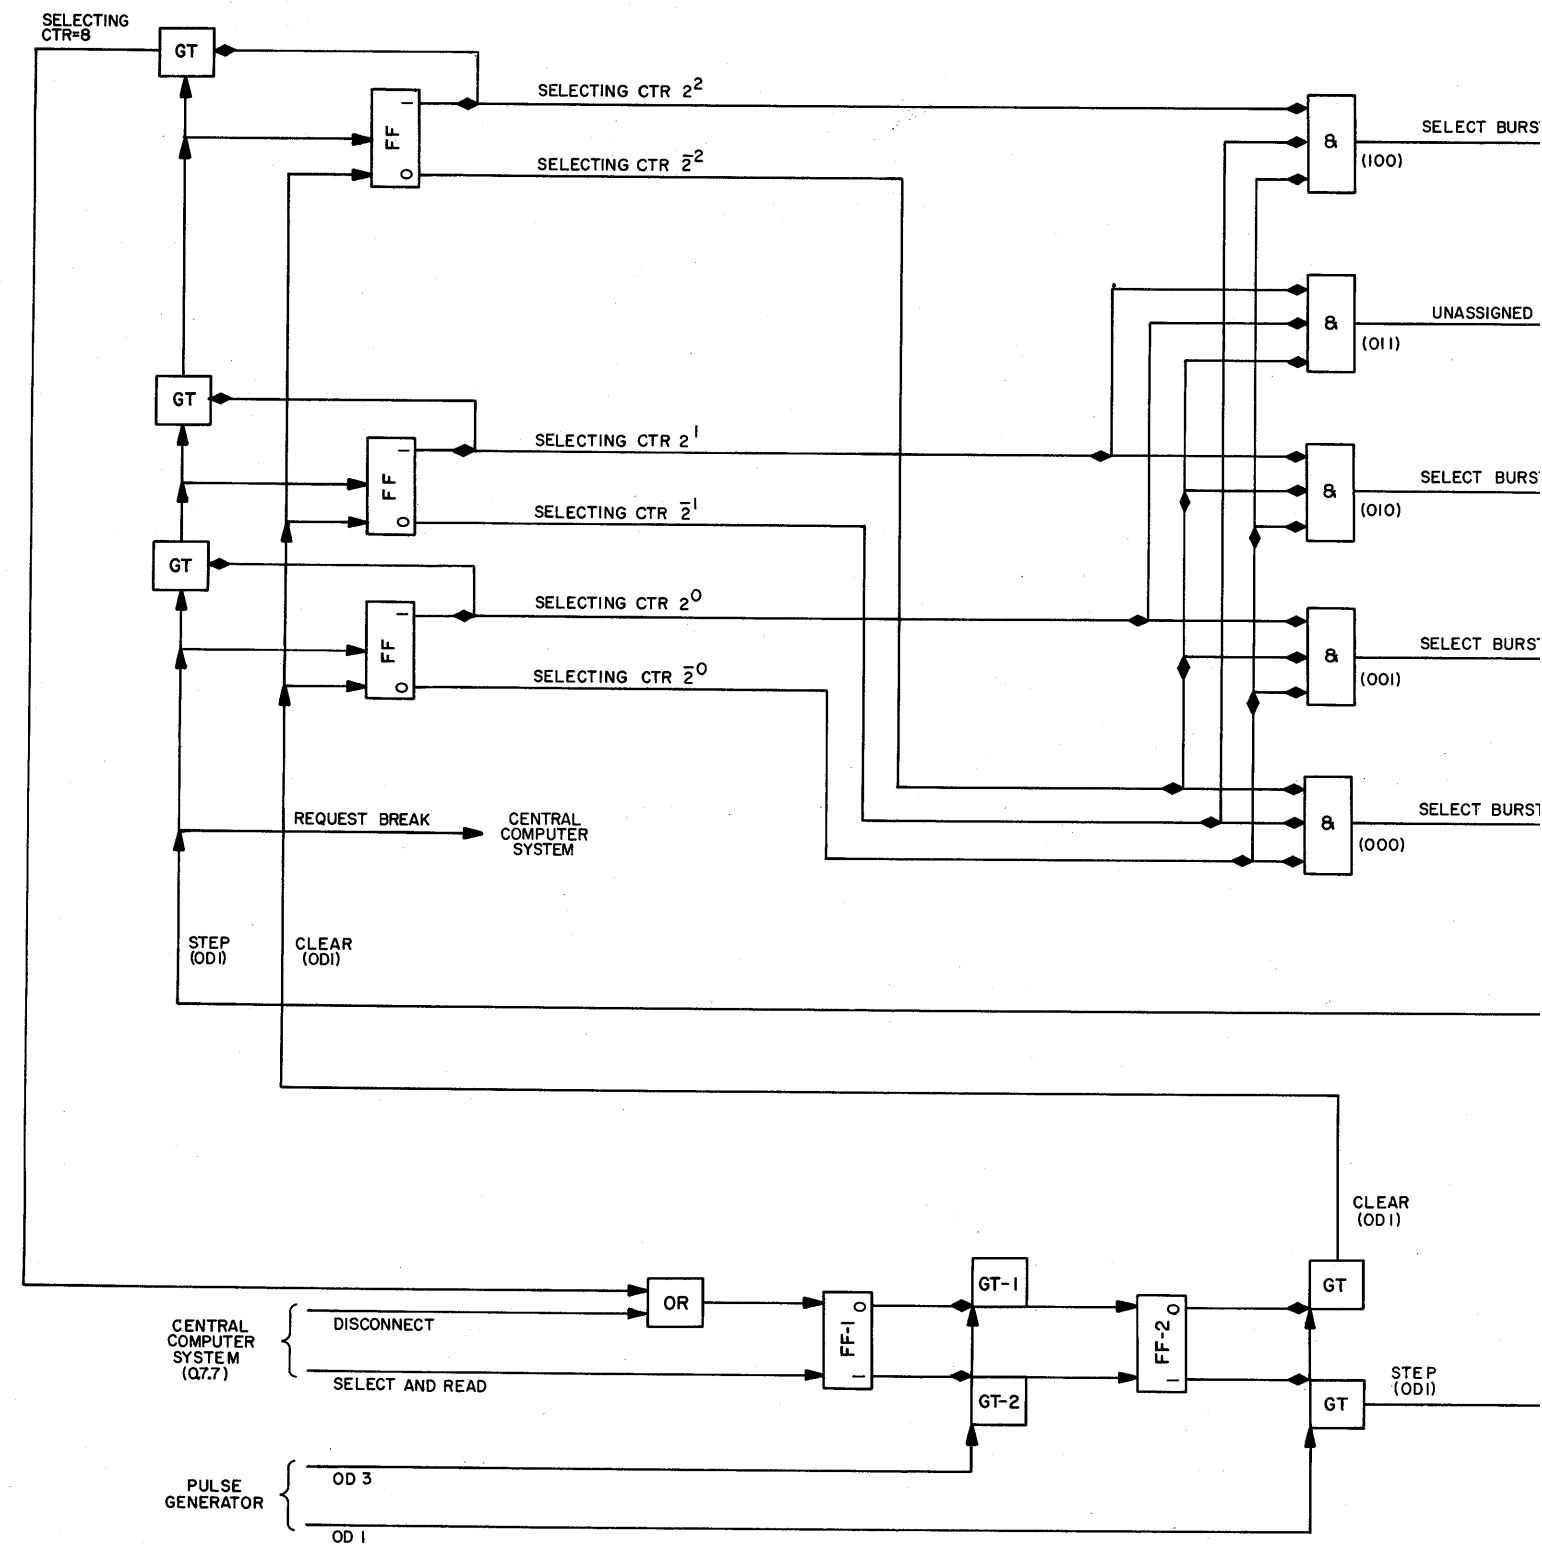 SELECTING
CTR=8
GT
SELECTING CTR 2²
1
FF
0
SELECTING CTR 2̅²
&
SELECT BURS
(100)
&
UNASSIGNED
(011)
GT
SELECTING CTR 2¹
1
FF
0
SELECTING CTR 2̅¹
&
SELECT BURS
(010)
GT
SELECTING CTR 2⁰
1
FF
0
SELECTING CTR 2̅⁰
&
SELECT BURS
(001)
REQUEST BREAK
CENTRAL
COMPUTER
SYSTEM
&
SELECT BURST
(000)
STEP
(OD1)
CLEAR
(OD1)
CLEAR
(OD1)
CENTRAL
COMPUTER
SYSTEM
(0.7.7)
DISCONNECT
SELECT AND READ
OR
FF-1
0
1
GT-1
GT-2
FF-2
0
1
GT
GT
STEP
(OD1)
PULSE
GENERATOR
OD 3
OD 1